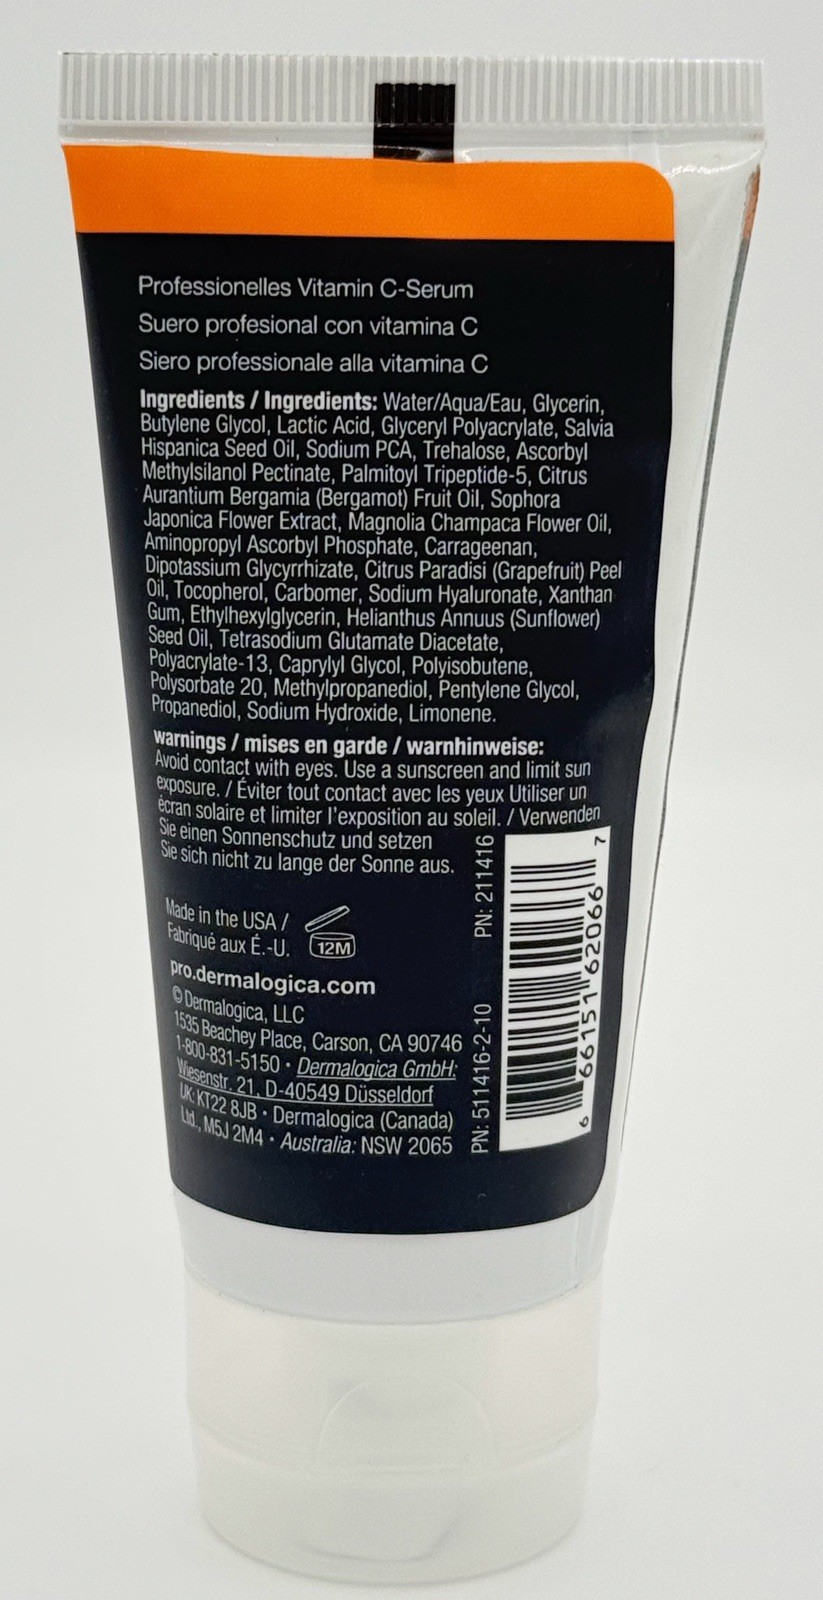 Professionelles Vitamin C-Serum
Suero profesional con vitamina C
Siero professionale alla vitamina C
Ingredients / Ingredients: Water/Aqua/Eau, Glycerin,
Butylene Glycol, Lactic Acid, Glyceryl Polyacrylate, Salvia
Hispanica Seed Oil, Sodium PCA, Trehalose, Ascorbyl
Methylsilanol Pectinate, Palmitoyl Tripeptide-5, Citrus
Aurantium Bergamia (Bergamot) Fruit Oil, Sophora
Japonica Flower Extract, Magnolia Champaca Flower Oil,
Aminopropyl Ascorbyl Phosphate, Carrageenan,
Dipotassium Glycyrrhizate, Citrus Paradisi (Grapefruit) Peel
Oil, Tocopherol, Carbomer, Sodium Hyaluronate, Xanthan
Gum, Ethylhexylglycerin, Helianthus Annuus (Sunflower)
Seed Oil, Tetrasodium Glutamate Diacetate,
Polyacrylate-13, Caprylyl Glycol, Polyisobutene,
Polysorbate 20, Methylpropanediol, Pentylene Glycol,
Propanediol, Sodium Hydroxide, Limonene.
warnings / mises en garde / warnhinweise:
Avoid contact with eyes. Use a sunscreen and limit sun
exposure. / Éviter tout contact avec les yeux Utiliser un
écran solaire et limiter l'exposition au soleil. / Verwenden
Sie einen Sonnenschutz und setzen
Sie sich nicht zu lange der Sonne aus.
Made in the USA /
Fabriqué aux É.-U.
12M
pro.dermalogica.com
© Dermalogica, LLC
1535 Beachey Place, Carson, CA 90746
1-800-831-5150 • Dermalogica GmbH:
Wiesenstr. 21, D-40549 Düsseldorf
UK: KT22 8JB • Dermalogica (Canada)
Ltd., M5J 2M4 • Australia: NSW 2065
PN: 511416-2-10 PN: 211416
6 66151 62066 7